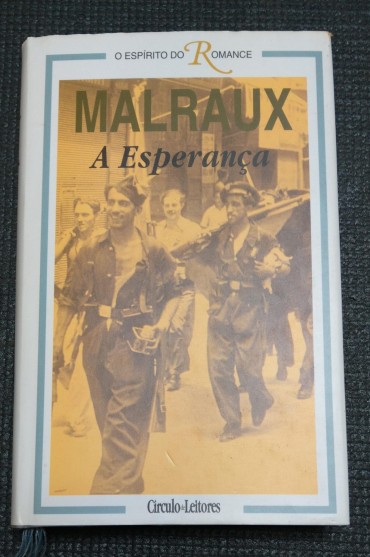 O ESPÍRITO DO ROMANCE
MALRAUX
A Esperança
Círculo de Leitores